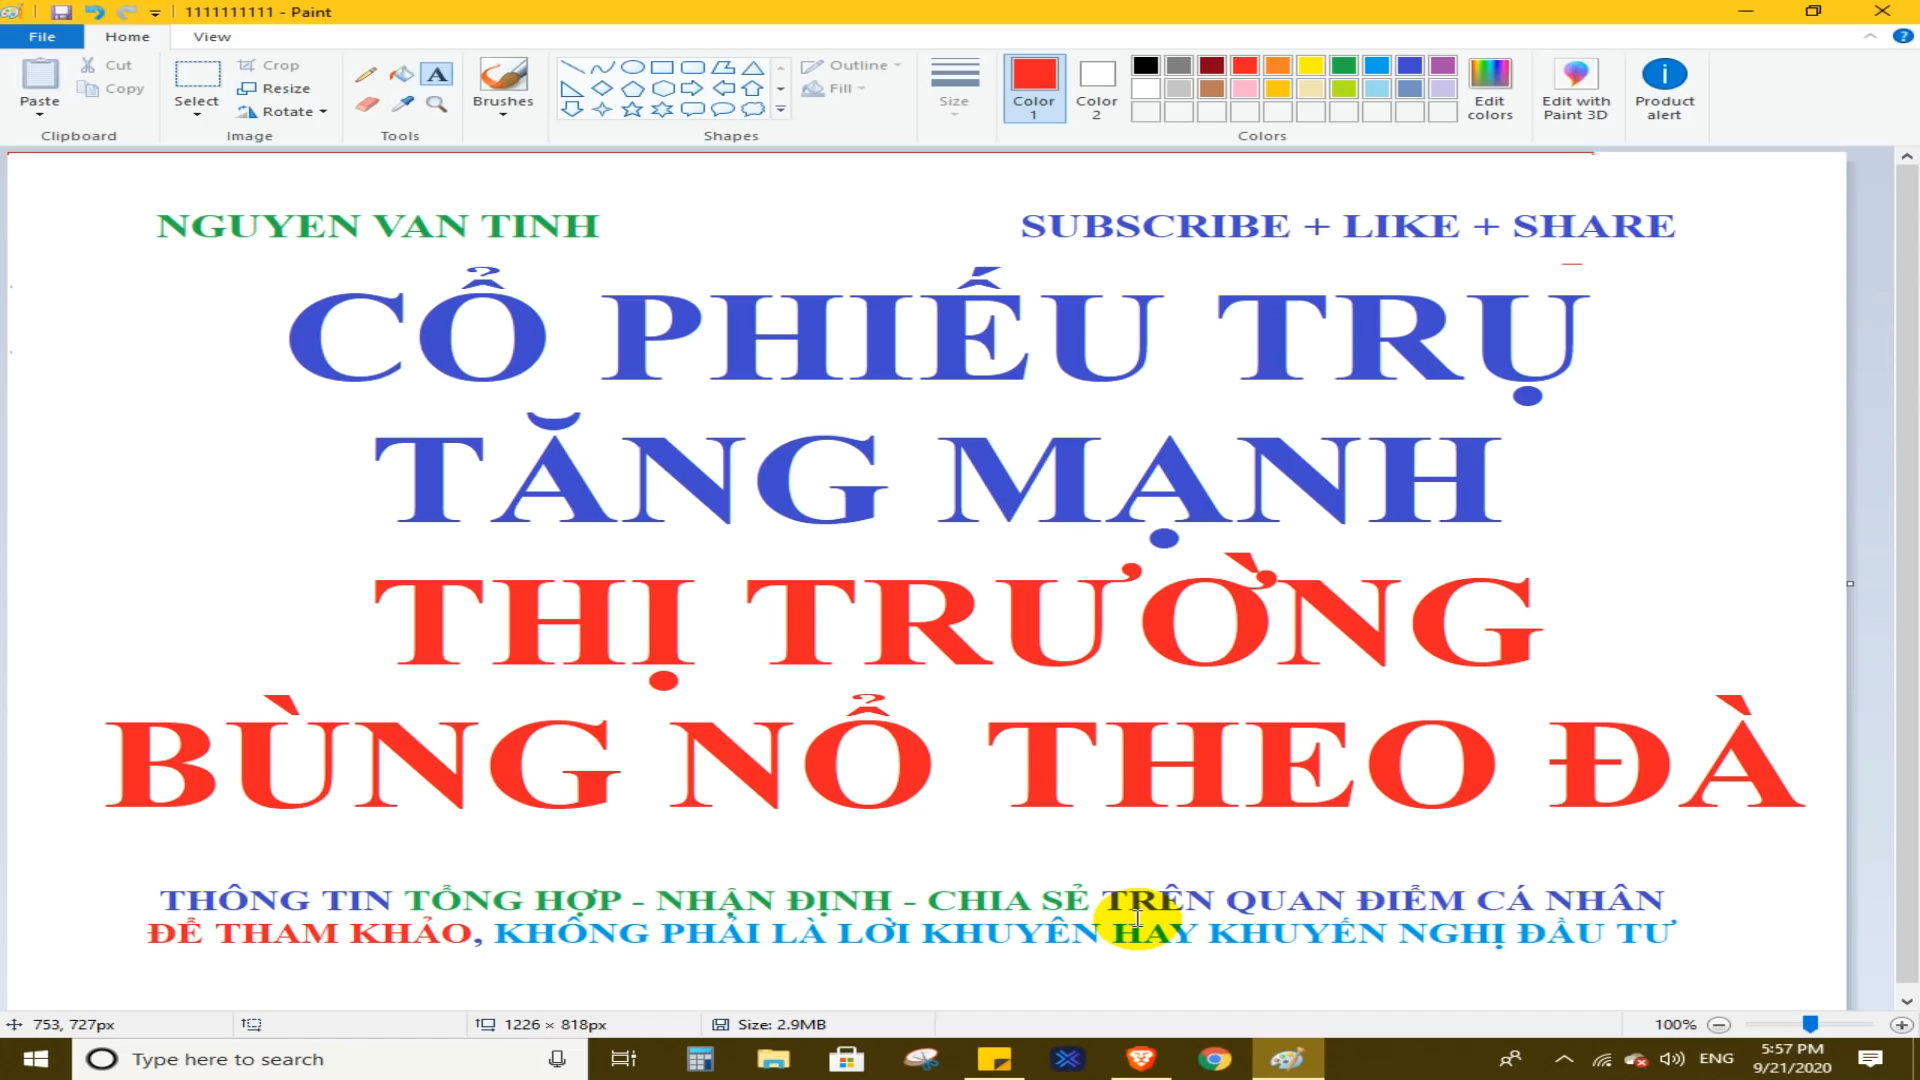 1111111111 - Paint
File Home View
Paste Cut Copy Clipboard
Select Crop Resize Rotate Image
Tools
Brushes
Shapes
Outline Fill
Size
Color 1
Color 2
Colors
Edit colors
Edit with Paint 3D
Product alert
NGUYEN VAN TINH
SUBSCRIBE + LIKE + SHARE
CỔ PHIẾU TRỤ
TĂNG MẠNH
THỊ TRƯỜNG
BÙNG NỔ THEO ĐÀ
THÔNG TIN TỔNG HỢP - NHẬN ĐỊNH - CHIA SẺ TRÊN QUAN ĐIỂM CÁ NHÂN
ĐỂ THAM KHẢO, KHÔNG PHẢI LÀ LỜI KHUYÊN HAY KHUYẾN NGHỊ ĐẦU TƯ
753, 727px
1226 × 818px
Size: 2.9MB
100%
Type here to search
ENG
5:57 PM
9/21/2020